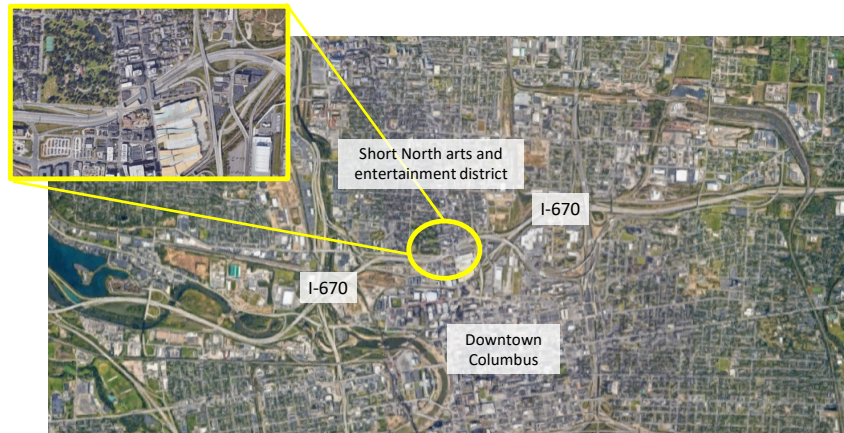 Short North arts and
entertainment district
I-670
I-670
Downtown
Columbus